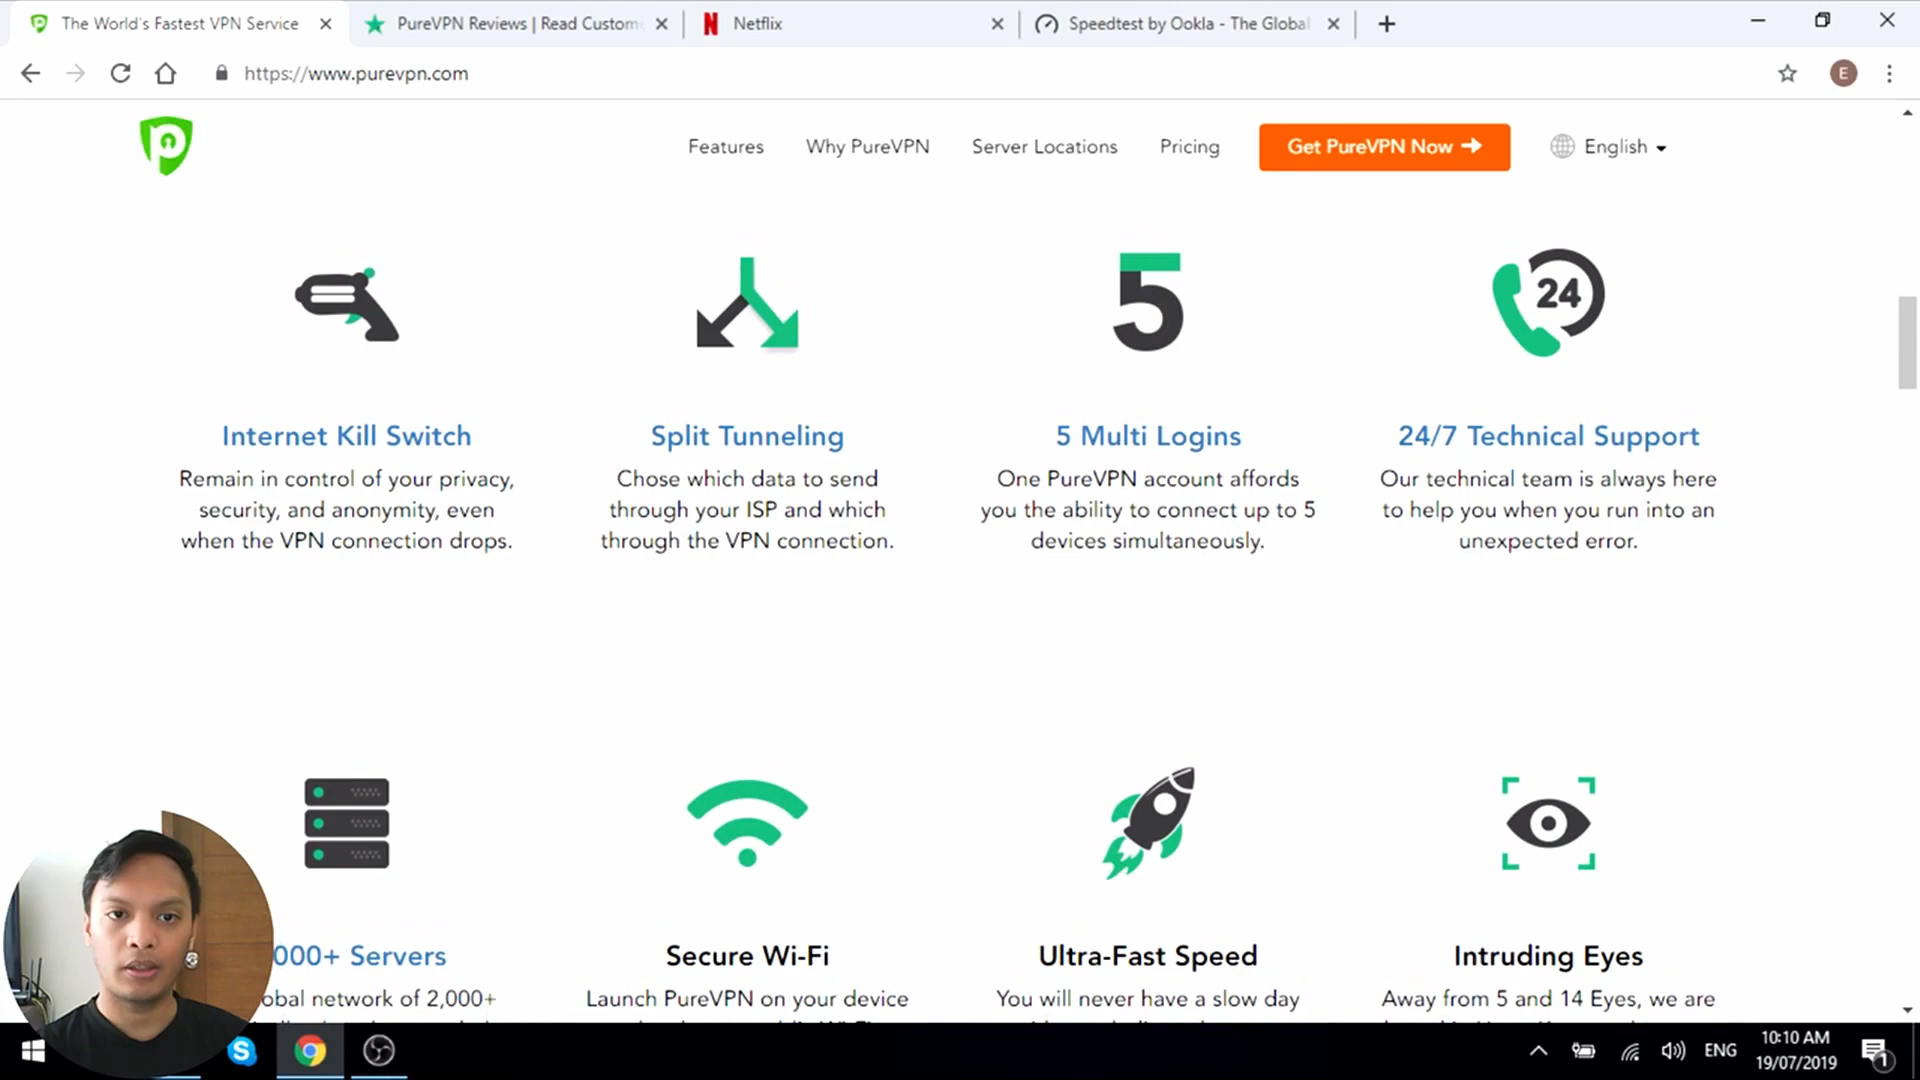 The World's Fastest VPN Service
PureVPN Reviews | Read Custom
Netflix
Speedtest by Ookla - The Global
https://www.purevpn.com
E
Features
Why PureVPN
Server Locations
Pricing
Get PureVPN Now
English
5
24
Internet Kill Switch
Remain in control of your privacy,
security, and anonymity, even
when the VPN connection drops.
Split Tunneling
Chose which data to send
through your ISP and which
through the VPN connection.
5 Multi Logins
One PureVPN account affords
you the ability to connect up to 5
devices simultaneously.
24/7 Technical Support
Our technical team is always here
to help you when you run into an
unexpected error.
000+ Servers
obal network of 2,000+
Secure Wi-Fi
Launch PureVPN on your device
Ultra-Fast Speed
You will never have a slow day
Intruding Eyes
Away from 5 and 14 Eyes, we are
ENG
10:10 AM
19/07/2019
1